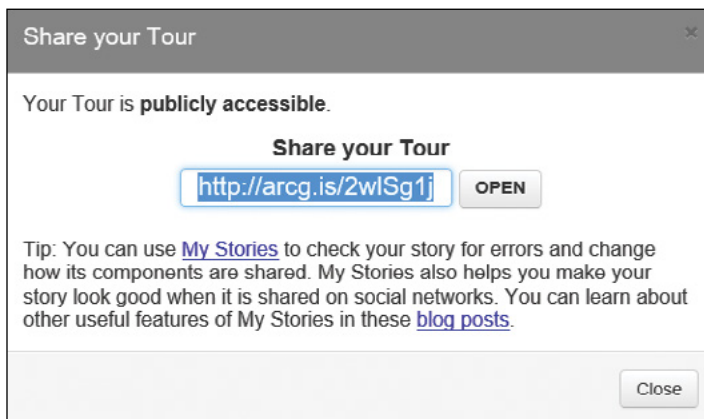 Share your Tour
×
Your Tour is publicly accessible.
Share your Tour
http://arcg.is/2wlSg1j
OPEN
Tip: You can use My Stories to check your story for errors and change
how its components are shared. My Stories also helps you make your
story look good when it is shared on social networks. You can learn about
other useful features of My Stories in these blog posts.
Close